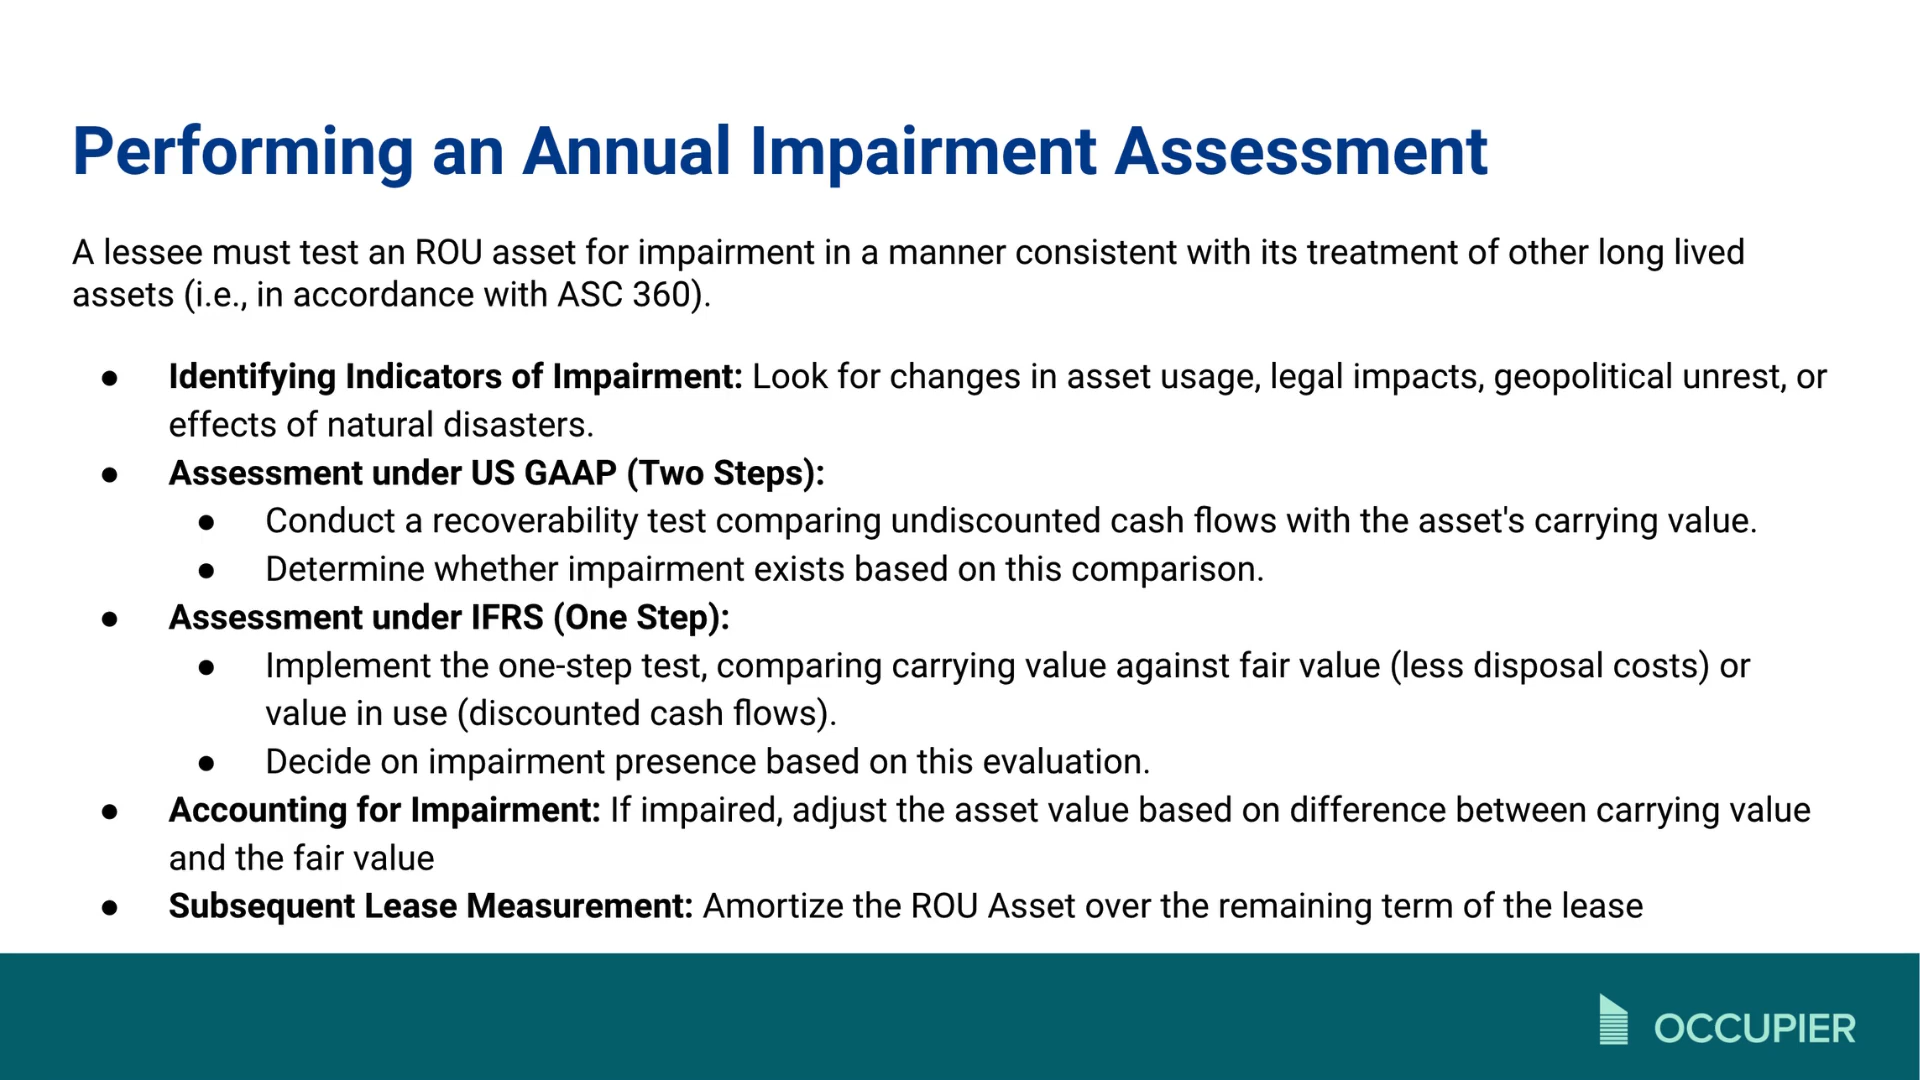 Performing an Annual Impairment Assessment
A lessee must test an ROU asset for impairment in a manner consistent with its treatment of other long lived
assets (i.e., in accordance with ASC 360).
● Identifying Indicators of Impairment: Look for changes in asset usage, legal impacts, geopolitical unrest, or
effects of natural disasters.
● Assessment under US GAAP (Two Steps):
● Conduct a recoverability test comparing undiscounted cash flows with the asset's carrying value.
● Determine whether impairment exists based on this comparison.
● Assessment under IFRS (One Step):
● Implement the one-step test, comparing carrying value against fair value (less disposal costs) or
value in use (discounted cash flows).
● Decide on impairment presence based on this evaluation.
● Accounting for Impairment: If impaired, adjust the asset value based on difference between carrying value
and the fair value
● Subsequent Lease Measurement: Amortize the ROU Asset over the remaining term of the lease
OCCUPIER